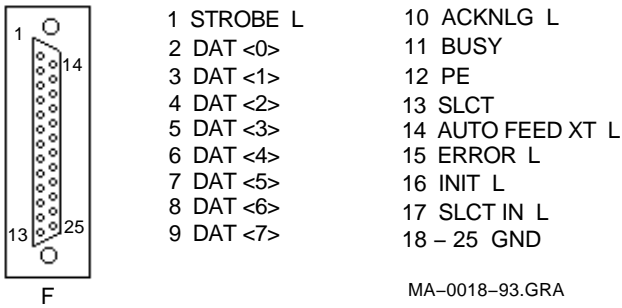 1
14
13
25
F
1 STROBE L
2 DAT <0>
3 DAT <1>
4 DAT <2>
5 DAT <3>
6 DAT <4>
7 DAT <5>
8 DAT <6>
9 DAT <7>
10 ACKNLG L
11 BUSY
12 PE
13 SLCT
14 AUTO FEED XT L
15 ERROR L
16 INIT L
17 SLCT IN L
18 – 25 GND
MA–0018–93.GRA